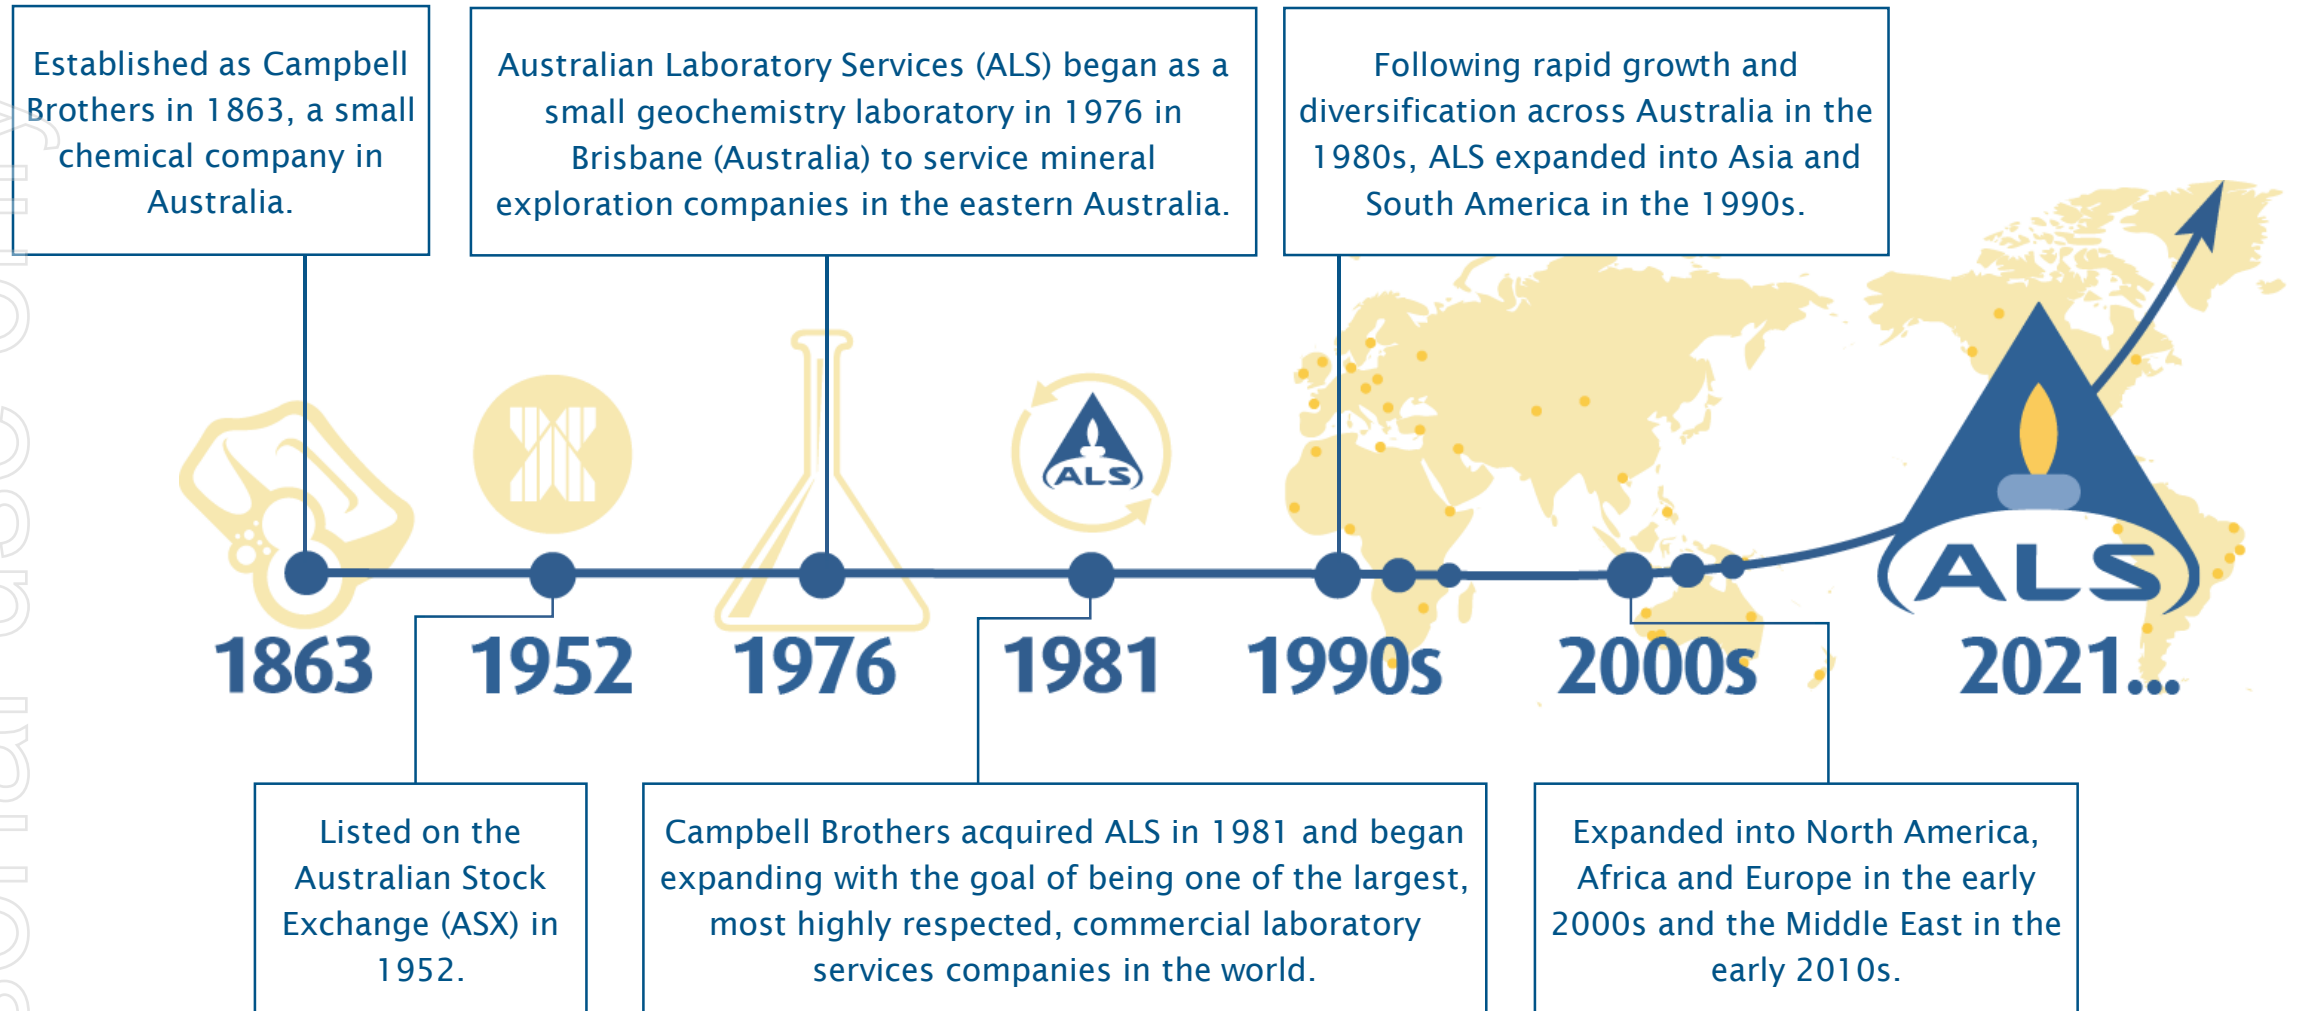 Established as Campbell
Brothers in 1863, a small
chemical company in
Australia.
Australian Laboratory Services (ALS) began as a
small geochemistry laboratory in 1976 in
Brisbane (Australia) to service mineral
exploration companies in the eastern Australia.
Following rapid growth and
diversification across Australia in the
1980s, ALS expanded into Asia and
South America in the 1990s.
ALS
ALS
1863
1952
1976
1981
1990s
2000s
2021...
Listed on the
Australian Stock
Exchange (ASX) in
1952.
Campbell Brothers acquired ALS in 1981 and began
expanding with the goal of being one of the largest,
most highly respected, commercial laboratory
services companies in the world.
Expanded into North America,
Africa and Europe in the early
2000s and the Middle East in the
early 2010s.